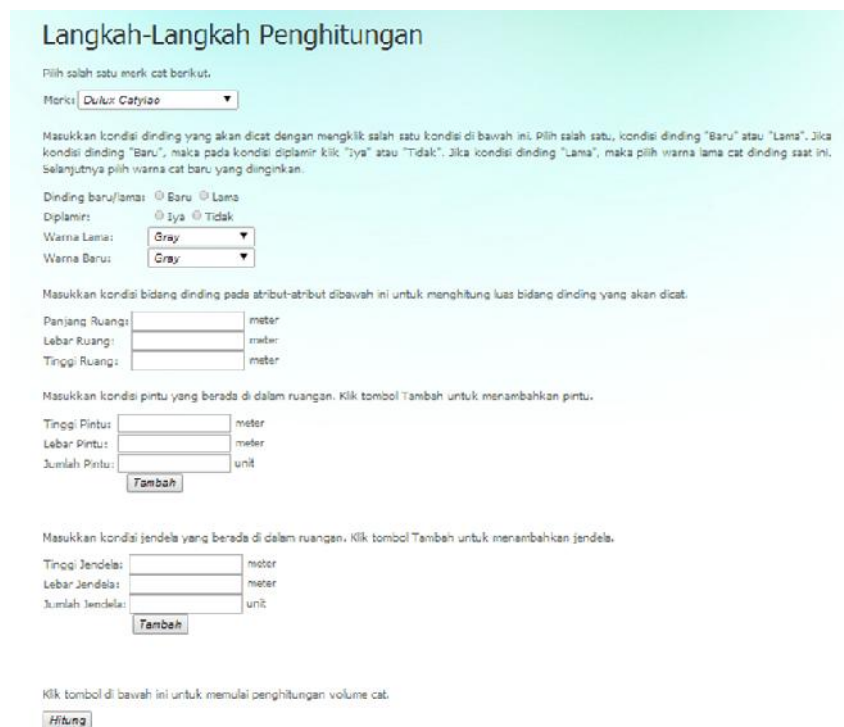 Langkah-Langkah Penghitungan
Pilih salah satu merk cat berikut.
Merk: Dulux Catylac
Masukkan kondisi dinding yang akan dicat dengan mengklik salah satu kondisi di bawah ini. Pilih salah satu, kondisi dinding "Baru" atau "Lama". Jika
kondisi dinding "Baru", maka pada kondisi diplamir klik "Iya" atau "Tidak". Jika kondisi dinding "Lama", maka pilih warna lama cat dinding saat ini.
Selanjutnya pilih warna cat baru yang diinginkan.
Dinding baru/lama: Baru Lama
Diplamir: Iya Tidak
Warna Lama: Gray
Warna Baru: Gray
Masukkan kondisi bidang dinding pada atribut-atribut dibawah ini untuk menghitung luas bidang dinding yang akan dicat.
Panjang Ruang: meter
Lebar Ruang: meter
Tinggi Ruang: meter
Masukkan kondisi pintu yang berada di dalam ruangan. Klik tombol Tambah untuk menambahkan pintu.
Tinggi Pintu: meter
Lebar Pintu: meter
Jumlah Pintu: unit
Tambah
Masukkan kondisi jendela yang berada di dalam ruangan. Klik tombol Tambah untuk menambahkan jendela.
Tinggi Jendela: meter
Lebar Jendela: meter
Jumlah Jendela: unit
Tambah
Klik tombol di bawah ini untuk memulai penghitungan volume cat.
Hitung